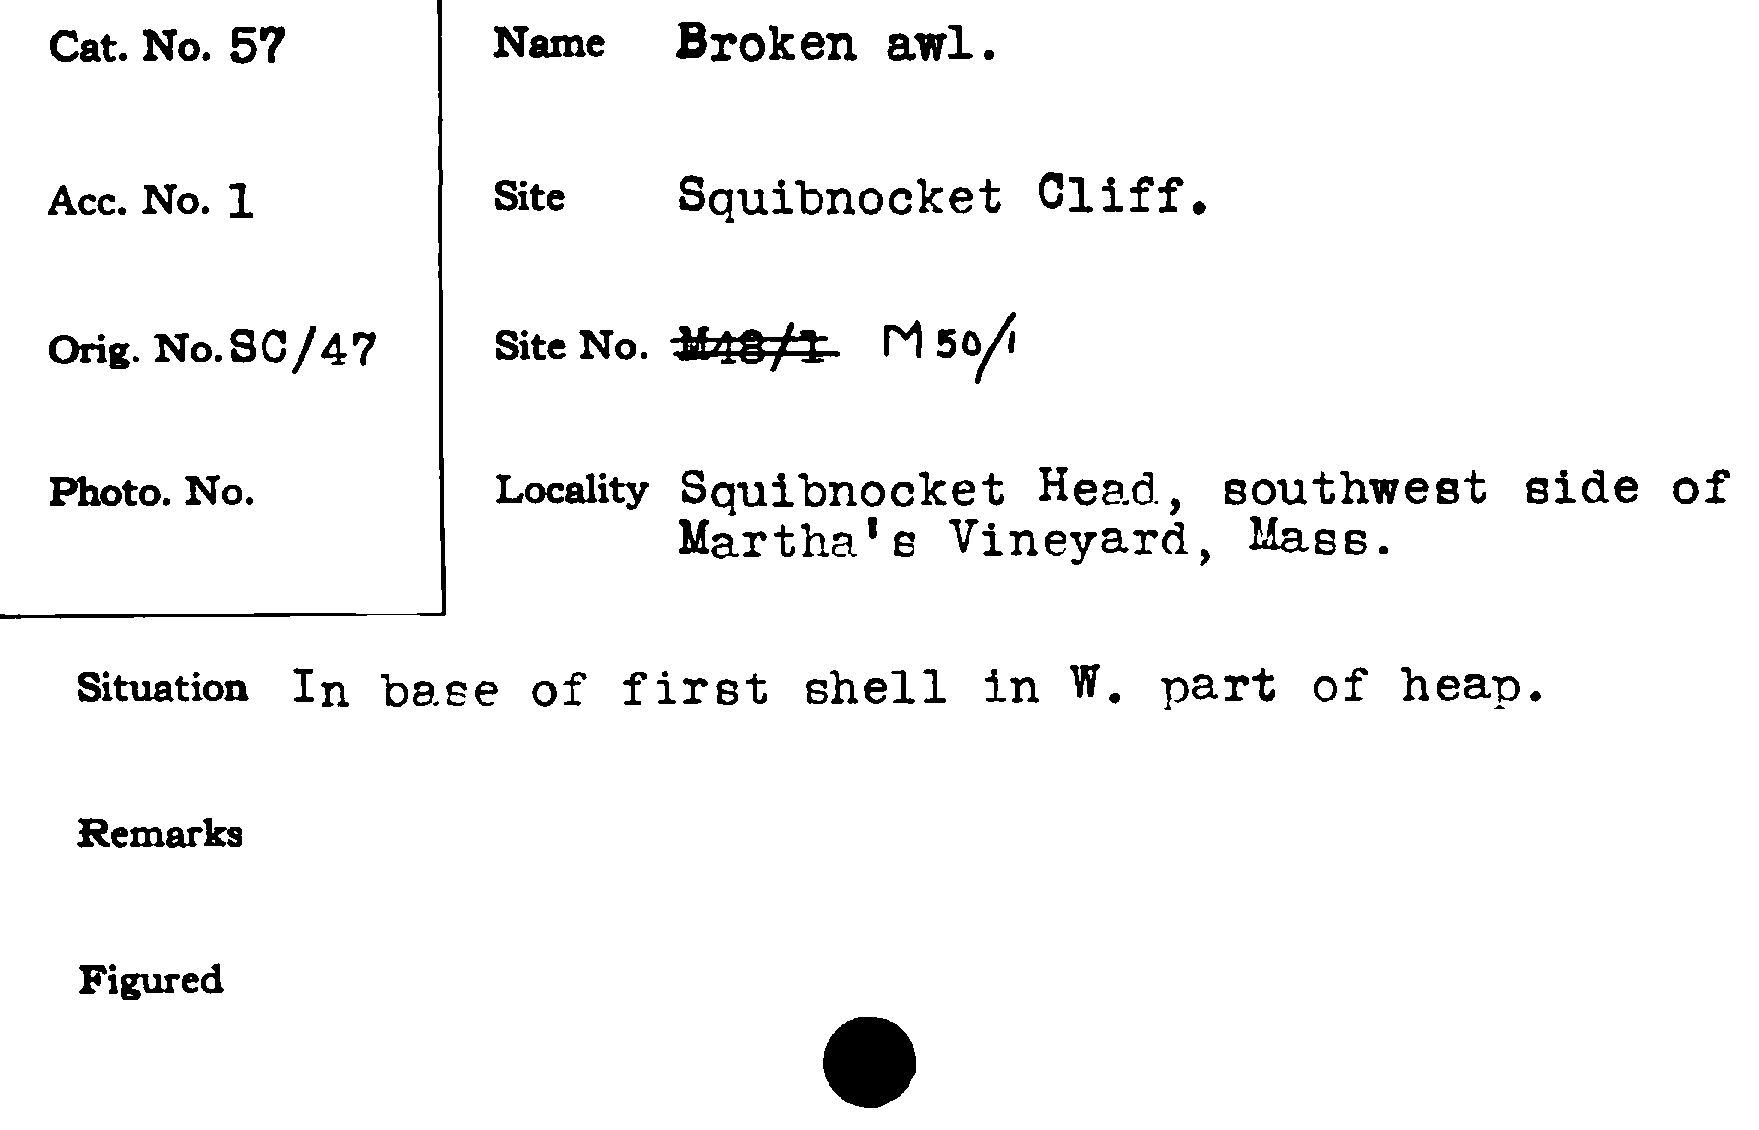 Cat. No. 57
Name Broken awl.
Acc. No. 1
Site Squibnocket Cliff.
Orig. No. SC/47
Site No. M48/1 M 50/1
Photo. No.
Locality Squibnocket Head, southwest side of
Martha's Vineyard, Mass.
Situation In base of first shell in W. part of heap.
Remarks
Figured